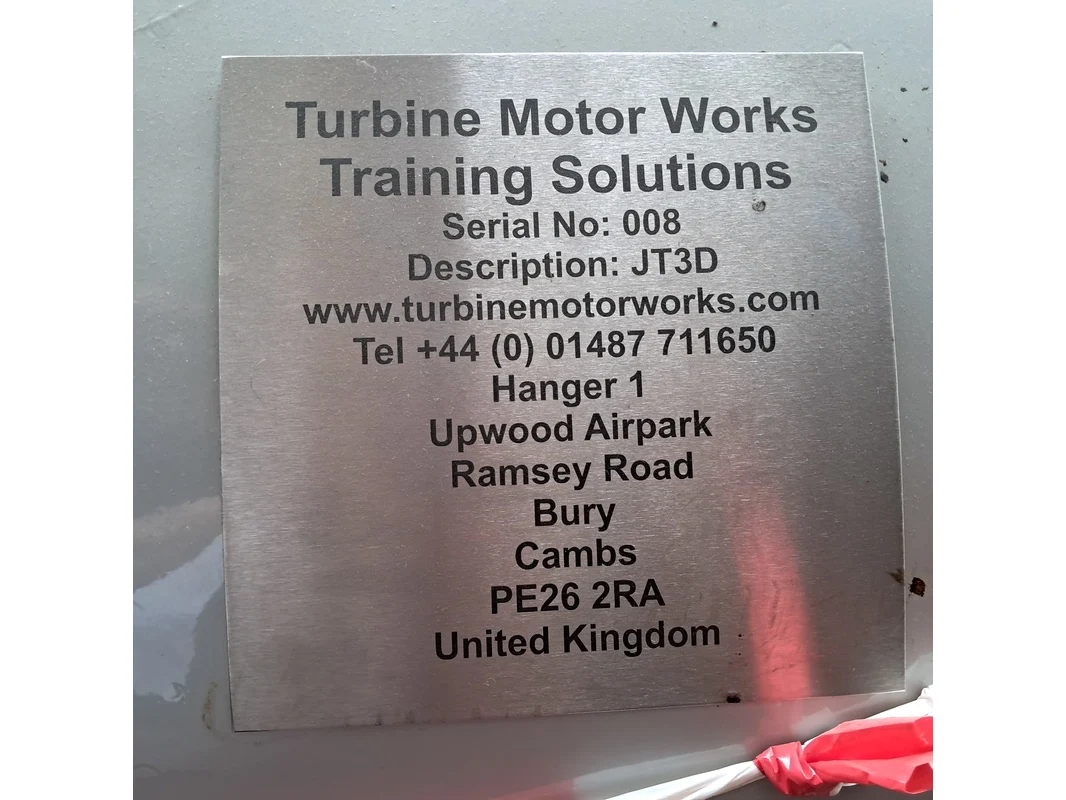 Turbine Motor Works
Training Solutions
Serial No: 008
Description: JT3D
www.turbinemotorworks.com
Tel +44 (0) 01487 711650
Hanger 1
Upwood Airpark
Ramsey Road
Bury
Cambs
PE26 2RA
United Kingdom